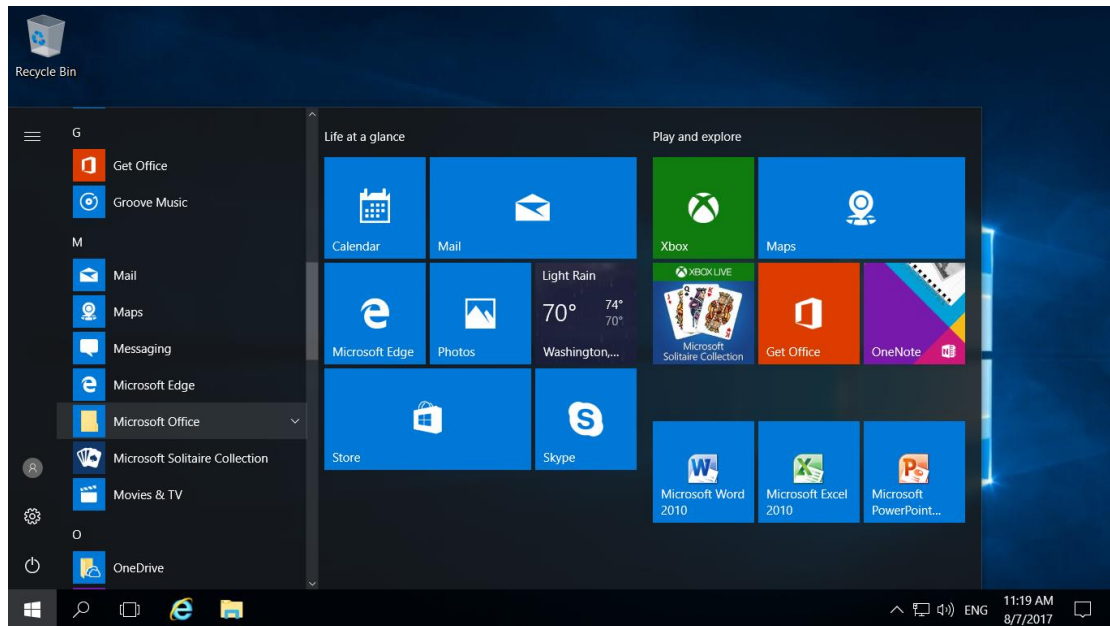 Recycle Bin
G
Get Office
Groove Music
M
Mail
Maps
Messaging
Microsoft Edge
Microsoft Office
Microsoft Solitaire Collection
Movies & TV
O
OneDrive
Life at a glance
Calendar
Mail
Microsoft Edge
Photos
Light Rain
70°
74°
70°
Washington,...
Store
Skype
Play and explore
Xbox
Maps
XBOX LIVE
Microsoft
Solitaire Collection
Get Office
OneNote
Microsoft Word
2010
Microsoft Excel
2010
Microsoft
PowerPoint...
ENG
11:19 AM
8/7/2017